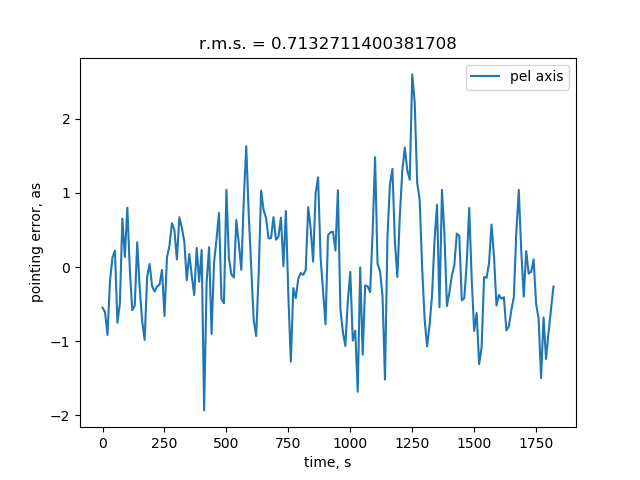 r.m.s. = 0.7132711400381708
pel axis
pointing error, as
2
1
0
−1
−2
0 250 500 750 1000 1250 1500 1750
time, s